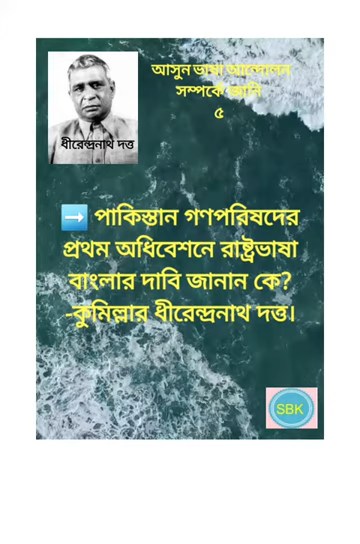 আসুন ভাষা আন্দোলন
সম্পর্কে জানি
৫
ধীরেন্দ্রনাথ দত্ত
➡️ পাকিস্তান গণপরিষদের
প্রথম অধিবেশনে রাষ্ট্রভাষা
বাংলার দাবি জানান কে?
-কুমিল্লার ধীরেন্দ্রনাথ দত্ত।
SBK